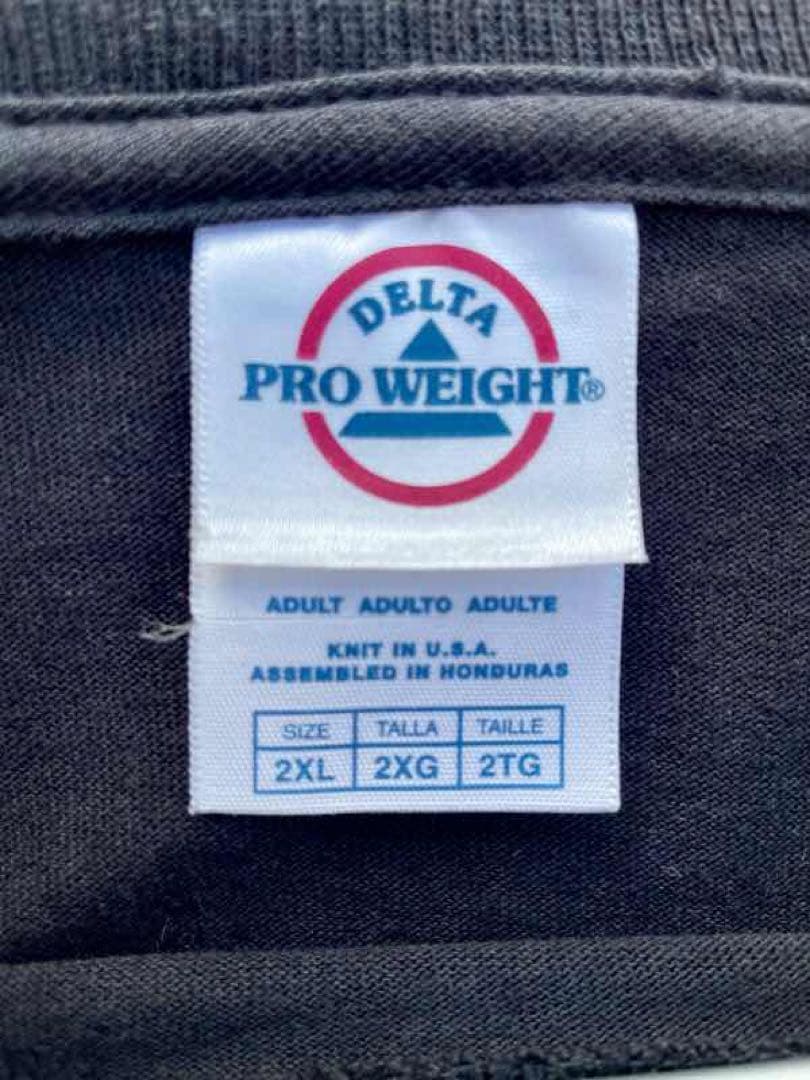 DELTA
PRO WEIGHT®
ADULT ADULTO ADULTE
KNIT IN U.S.A.
ASSEMBLED IN HONDURAS
SIZE TALLA TAILLE
2XL 2XG 2TG